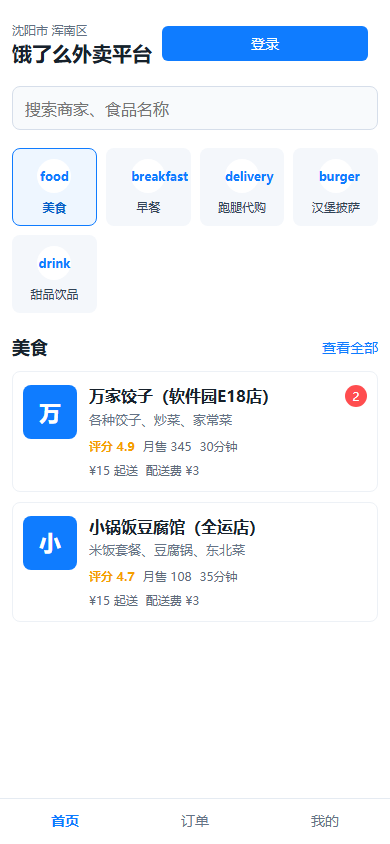 沈阳市 浑南区
饿了么外卖平台
登录
搜索商家、食品名称
food
美食
breakfast
早餐
delivery
跑腿代购
burger
汉堡披萨
drink
甜品饮品
美食
查看全部
万
万家饺子（软件园E18店）
2
各种饺子、炒菜、家常菜
评分 4.9 月售 345 30分钟
¥15 起送 配送费 ¥3
小
小锅饭豆腐馆（全运店）
米饭套餐、豆腐锅、东北菜
评分 4.7 月售 108 35分钟
¥15 起送 配送费 ¥3
首页
订单
我的